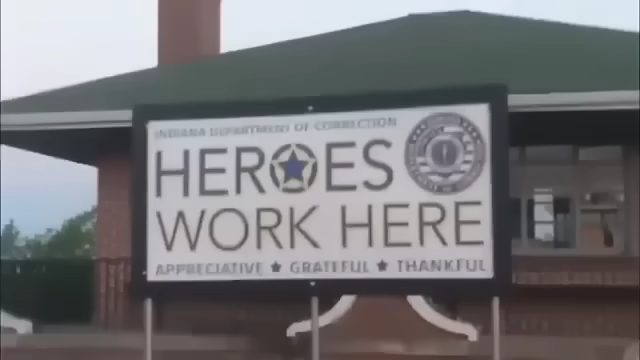 INDIANA DEPARTMENT OF CORRECTION
HEROES
WORK HERE
APPRECIATIVE ★ GRATEFUL ★ THANKFUL